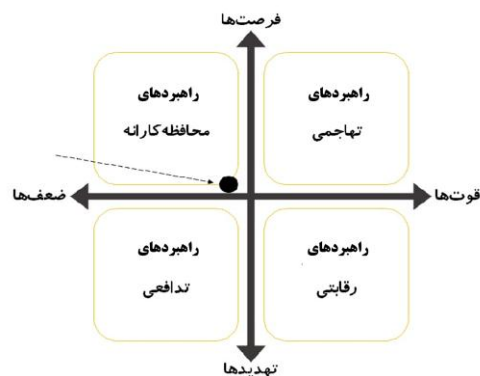 فرصت‌ها
راهبردهای
تهاجمی
راهبردهای
محافظه‌کارانه
قوت‌ها
ضعف‌ها
راهبردهای
رقابتی
راهبردهای
تدافعی
تهدیدها